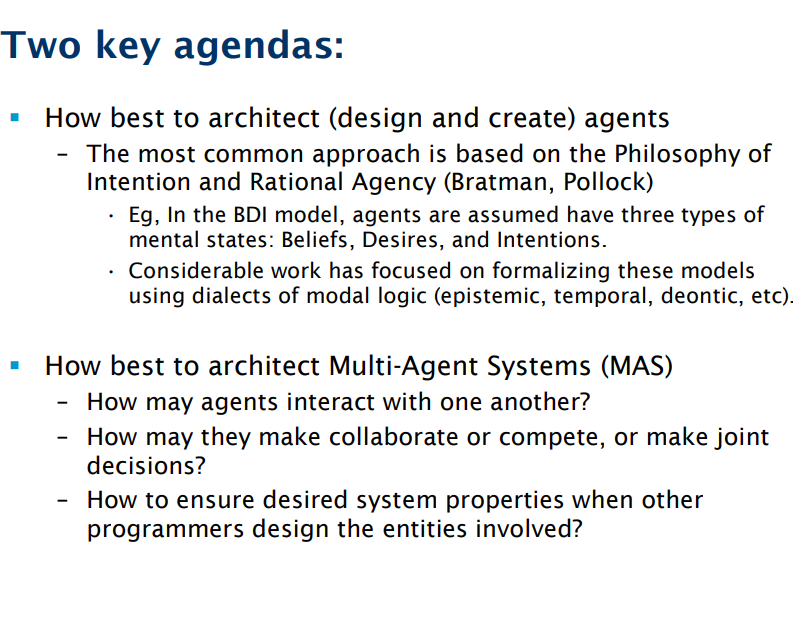 Two key agendas:
▪ How best to architect (design and create) agents
– The most common approach is based on the Philosophy of
Intention and Rational Agency (Bratman, Pollock)
· Eg, In the BDI model, agents are assumed have three types of
mental states: Beliefs, Desires, and Intentions.
· Considerable work has focused on formalizing these models
using dialects of modal logic (epistemic, temporal, deontic, etc).
▪ How best to architect Multi-Agent Systems (MAS)
– How may agents interact with one another?
– How may they make collaborate or compete, or make joint
decisions?
– How to ensure desired system properties when other
programmers design the entities involved?